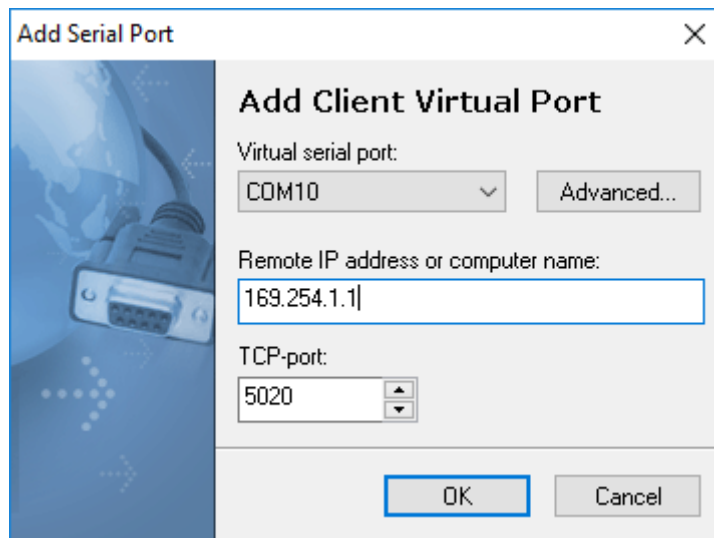 Add Serial Port
Add Client Virtual Port
Virtual serial port:
COM10
Advanced...
Remote IP address or computer name:
169.254.1.1
TCP-port:
5020
OK
Cancel